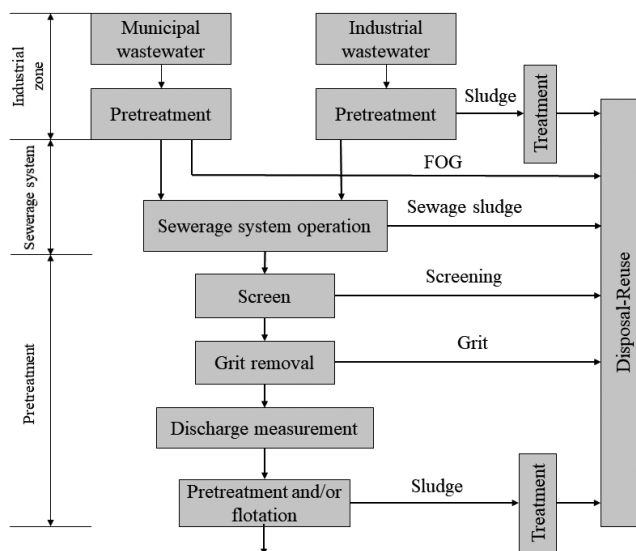 Municipal
wastewater
Industrial
wastewater
Industrial
zone
Pretreatment
Pretreatment
Sludge
Treatment
FOG
Sewerage system
Sewerage system operation
Sewage sludge
Screen
Screening
Disposal-Reuse
Grit removal
Grit
Pretreatment
Discharge measurement
Pretreatment and/or
flotation
Sludge
Treatment